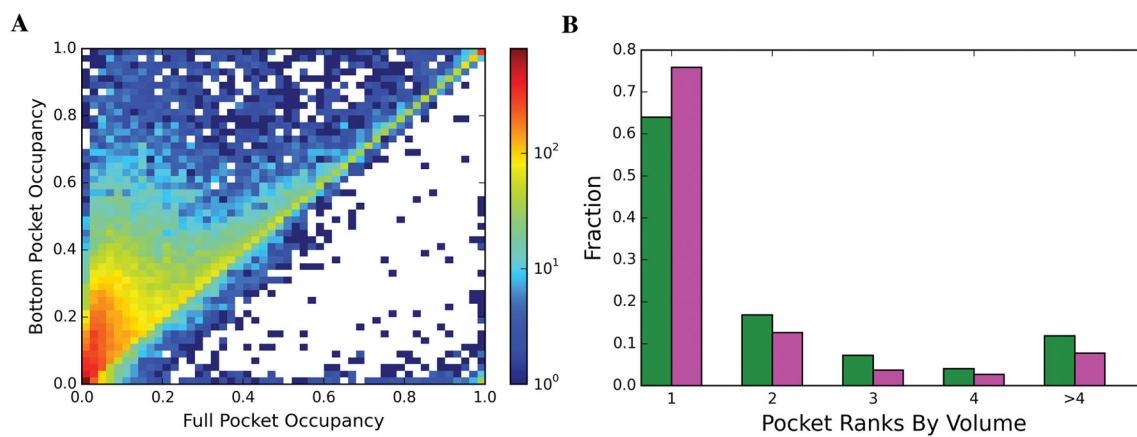 A
B
1.0
0.8
0.6
0.4
0.2
0.0
Bottom Pocket Occupancy
0.0 0.2 0.4 0.6 0.8 1.0
Full Pocket Occupancy
10²
10¹
10⁰
0.8
0.7
0.6
0.5
0.4
0.3
0.2
0.1
0.0
Fraction
1 2 3 4 >4
Pocket Ranks By Volume